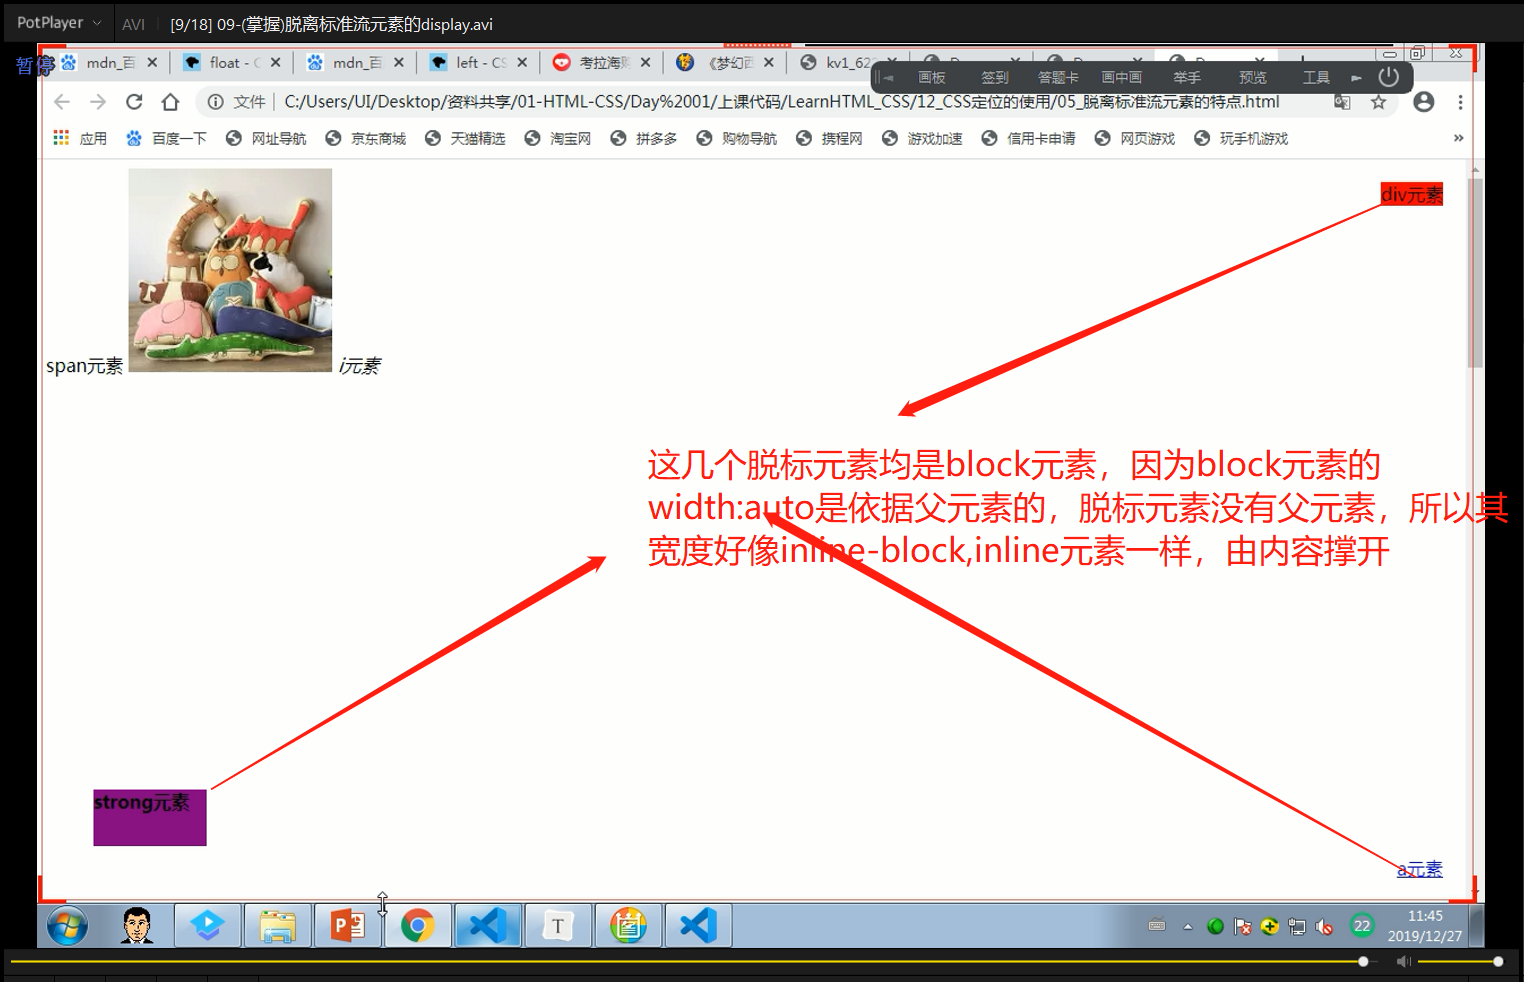 PotPlayer AVI [9/18] 09-(掌握)脱离标准流元素的display.avi
暂停
mdn_百 float - C mdn_百 left - CS 考拉海购 《梦幻西 kv1_622
画板 签到 答题卡 画中画 举手 预览 工具
文件 C:/Users/UI/Desktop/资料共享/01-HTML-CSS/Day%2001/上课代码/LearnHTML_CSS/12_CSS定位的使用/05_脱离标准流元素的特点.html
应用 百度一下 网址导航 京东商城 天猫精选 淘宝网 拼多多 购物导航 携程网 游戏加速 信用卡申请 网页游戏 玩手机游戏 »
div元素
span元素 i元素
这几个脱标元素均是block元素，因为block元素的
width:auto是依据父元素的，脱标元素没有父元素，所以其
宽度好像inline-block,inline元素一样，由内容撑开
strong元素
a元素
22
11:45
2019/12/27